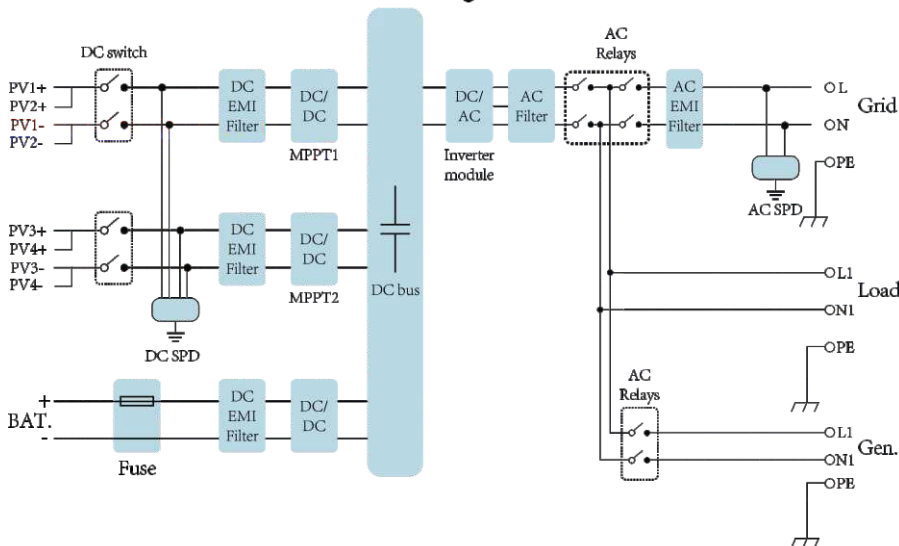 DC switch
PV1+
PV2+
PV1-
PV2-
DC
EMI
Filter
DC/
DC
MPPT1
PV3+
PV4+
PV3-
PV4-
DC
EMI
Filter
DC/
DC
MPPT2
DC SPD
+
BAT.
-
Fuse
DC
EMI
Filter
DC/
DC
DC bus
DC/
AC
Inverter
module
AC
Filter
AC
Relays
AC
EMI
Filter
L
N
Grid
PE
AC SPD
L1
Load
N1
PE
AC
Relays
L1
Gen.
N1
PE